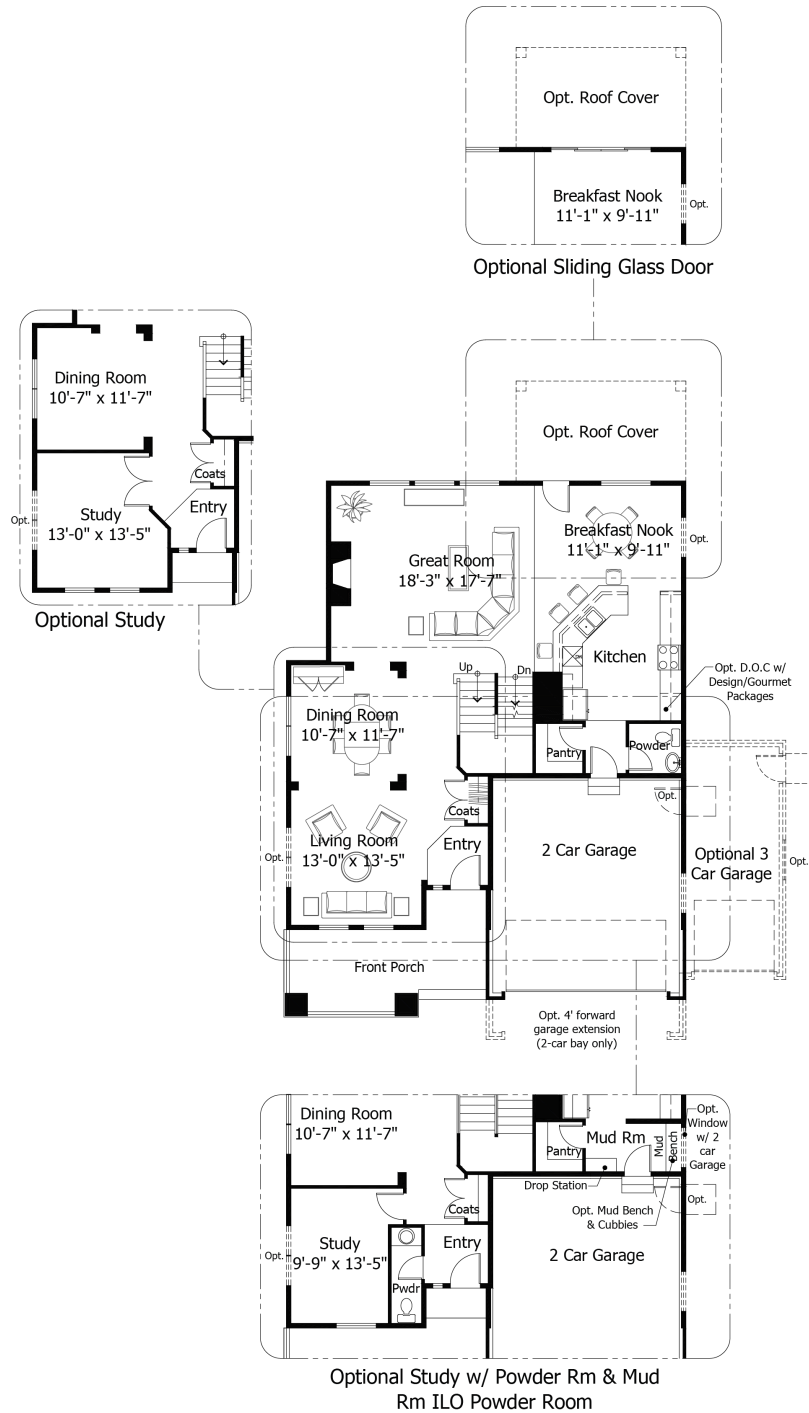 Opt. Roof Cover
Breakfast Nook
11'-1" x 9'-11"
Opt.
Optional Sliding Glass Door
Dining Room
10'-7" x 11'-7"
Coats
Entry
Opt.
Study
13'-0" x 13'-5"
Optional Study
Opt. Roof Cover
Breakfast Nook
11'-1" x 9'-11"
Opt.
Great Room
18'-3" x 17'-7"
Kitchen
Up
Dn
DW
Opt. D.O.C w/
Design/Gourmet
Packages
Dining Room
10'-7" x 11'-7"
Pantry
Powder
Opt.
Coats
Living Room
13'-0" x 13'-5"
Opt.
Entry
2 Car Garage
Optional 3
Car Garage
Opt.
Front Porch
Opt. 4' forward
garage extension
(2-car bay only)
Dining Room
10'-7" x 11'-7"
Pantry
Mud Rm
Mud
Bench
Opt.
Window
w/ 2
car
Garage
Drop Station
Opt. Mud Bench
& Cubbies
Opt.
Coats
Study
9'-9" x 13'-5"
Opt.
Entry
Pwdr
2 Car Garage
Optional Study w/ Powder Rm & Mud
Rm ILO Powder Room